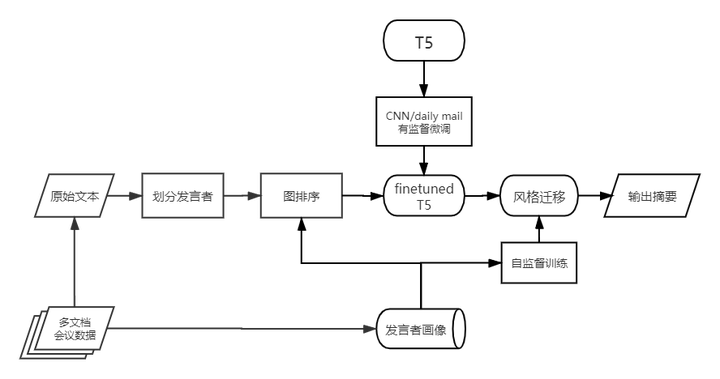 T5
CNN/daily mail
有监督微调
原始文本
划分发言者
图排序
finetuned
T5
风格迁移
输出摘要
自监督训练
多文档
会议数据
发言者画像